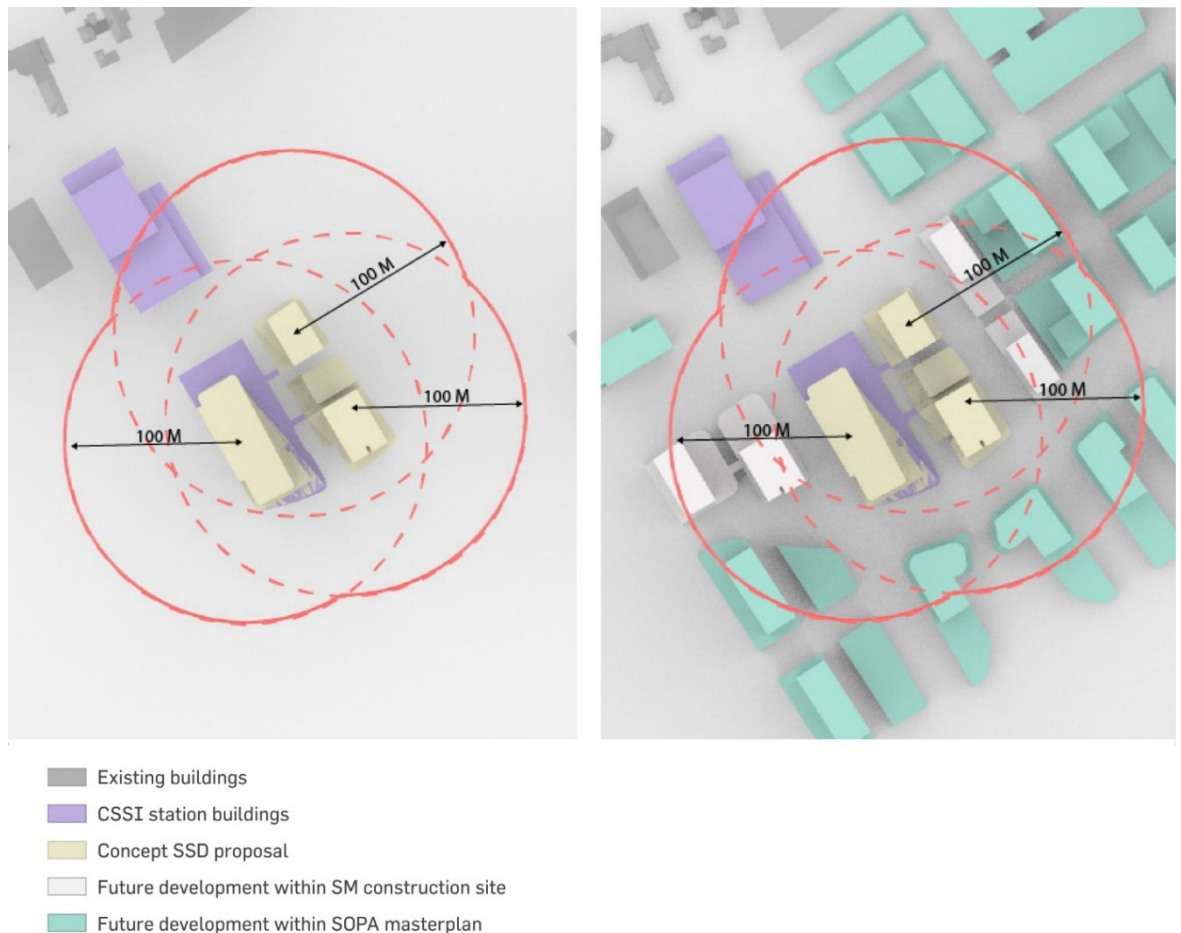 100 M
100 M
100 M
100 M
100 M
100 M
Existing buildings
CSSI station buildings
Concept SSD proposal
Future development within SM construction site
Future development within SOPA masterplan